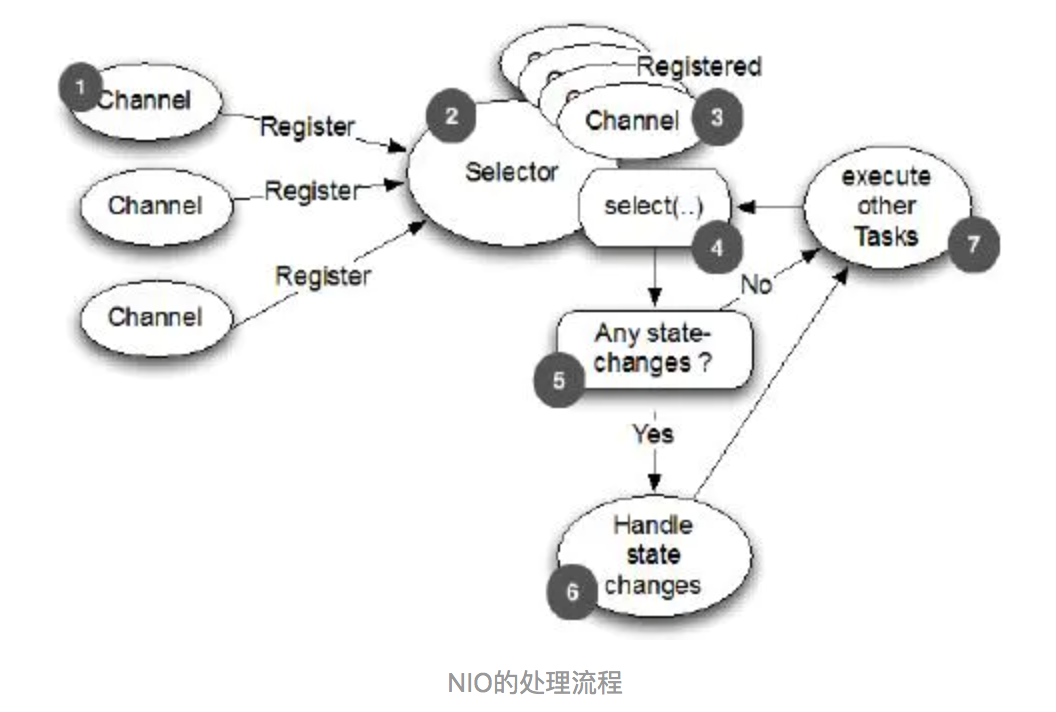 1
Channel
Register
Channel
Register
Channel
Register
2
Selector
Registered
Channel
3
select(..)
4
Any state-
changes ?
5
No
Yes
Handle
state
changes
6
execute
other
Tasks
7
NIO的处理流程